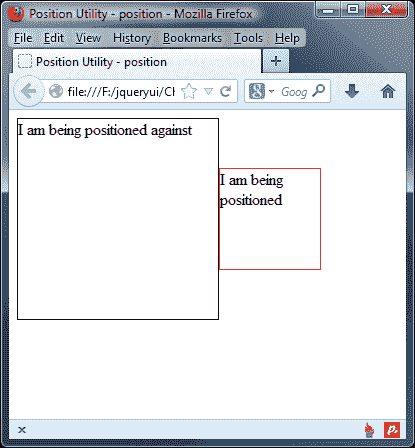 Position Utility - position - Mozilla Firefox
File Edit View History Bookmarks Tools Help
Position Utility - position
file:///F:/jqueryui/Ch
Goog
I am being positioned against
I am being
positioned